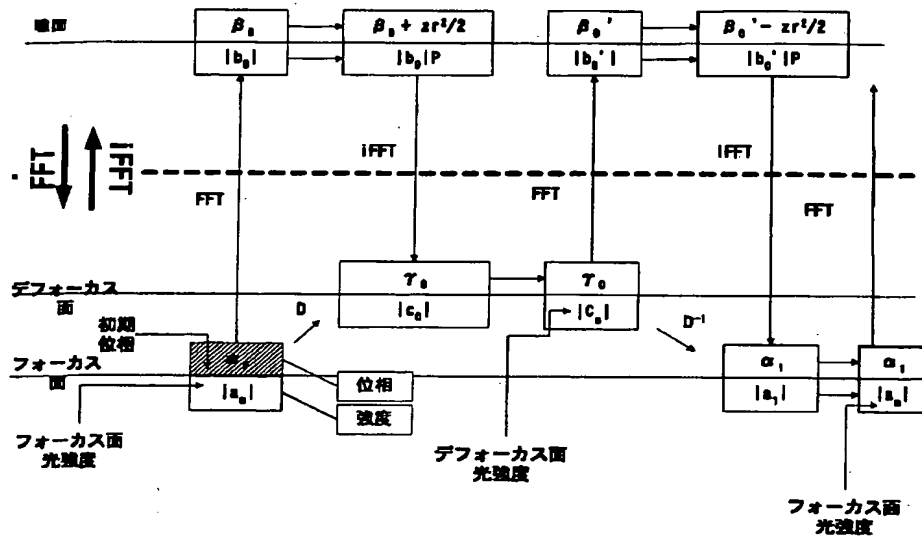 瞳面
β₀
|b₀|
β₀ + zr²/2
|b₀|P
β₀'
|b₀'|
β₀' - zr²/2
|b₀'|P
FFT
iFFT
iFFT
IFFT
FFT
FFT
FFT
デフォーカス
面
γ₀
|c₀|
γ₀
|Cₙ|
D
D⁻¹
初期
位相
フォーカス
面
|aₙ|
位相
強度
α₁
|a₁|
α₁
|aₙ|
フォーカス面
光強度
デフォーカス面
光強度
フォーカス面
光強度